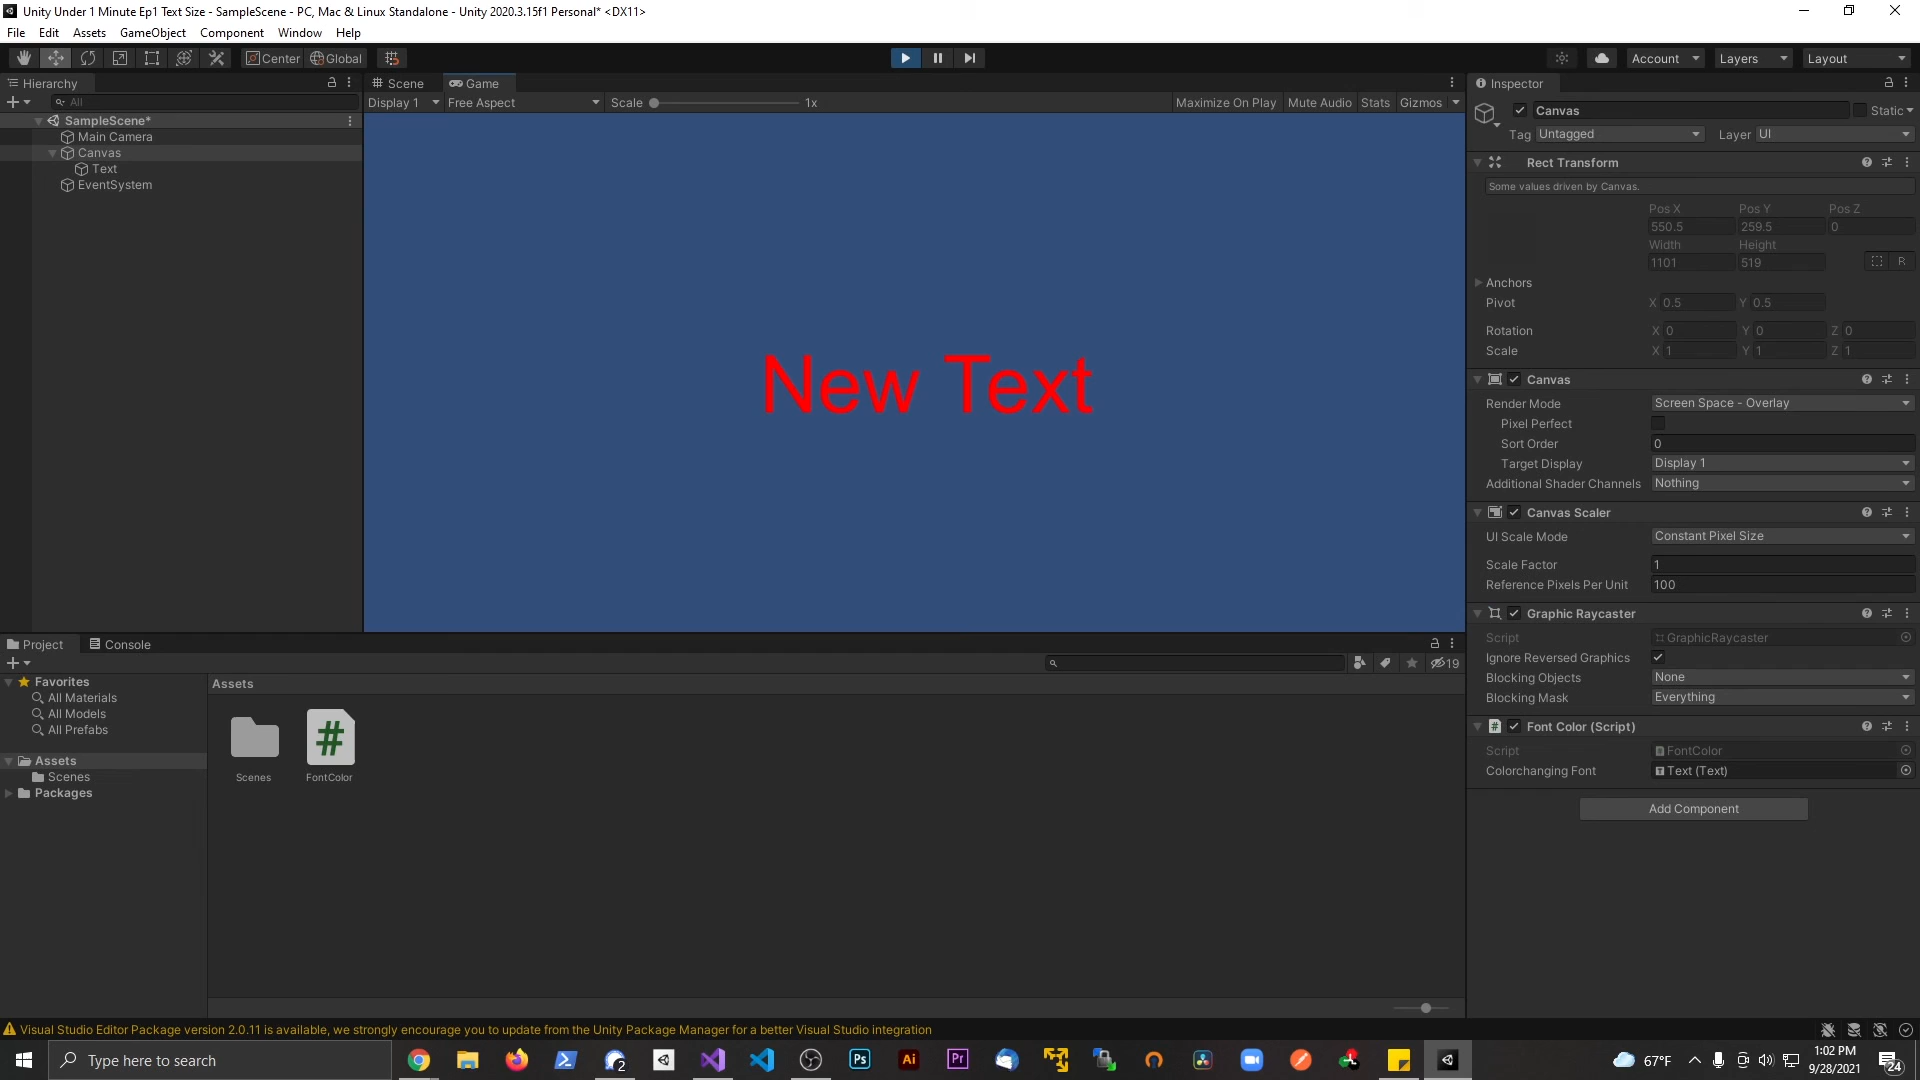 Unity Under 1 Minute Ep1 Text Size - SampleScene - PC, Mac & Linux Standalone - Unity 2020.3.15f1 Personal* <DX11>
File Edit Assets GameObject Component Window Help
Center Global Account Layers Layout
Hierarchy
All
SampleScene*
Main Camera
Canvas
Text
EventSystem
Scene Game
Display 1 Free Aspect Scale 1x Maximize On Play Mute Audio Stats Gizmos
New Text
Inspector
Canvas Static
Tag Untagged Layer UI
Rect Transform
Some values driven by Canvas.
Pos X Pos Y Pos Z
550.5 259.5 0
Width Height
1101 519 R
Anchors
Pivot X 0.5 Y 0.5
Rotation X 0 Y 0 Z 0
Scale X 1 Y 1 Z 1
Canvas
Render Mode Screen Space - Overlay
Pixel Perfect
Sort Order 0
Target Display Display 1
Additional Shader Channels Nothing
Canvas Scaler
UI Scale Mode Constant Pixel Size
Scale Factor 1
Reference Pixels Per Unit 100
Graphic Raycaster
Script GraphicRaycaster
Ignore Reversed Graphics
Blocking Objects None
Blocking Mask Everything
# Font Color (Script)
Script FontColor
Colorchanging Font Text (Text)
Add Component
Project Console
19
Favorites
All Materials
All Models
All Prefabs
Assets
Scenes
Packages
Assets
#
Scenes FontColor
Visual Studio Editor Package version 2.0.11 is available, we strongly encourage you to update from the Unity Package Manager for a better Visual Studio integration
Type here to search
2 Ps Ai Pr
67°F
1:02 PM
9/28/2021
24